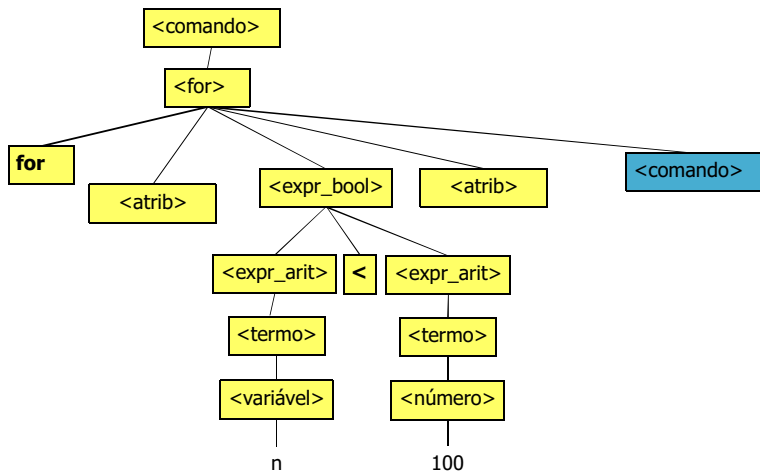 <comando>
<for>
for
<atrib>
<expr_bool>
<atrib>
<comando>
<expr_arit>
<
<expr_arit>
<termo>
<termo>
<variável>
<número>
n
100